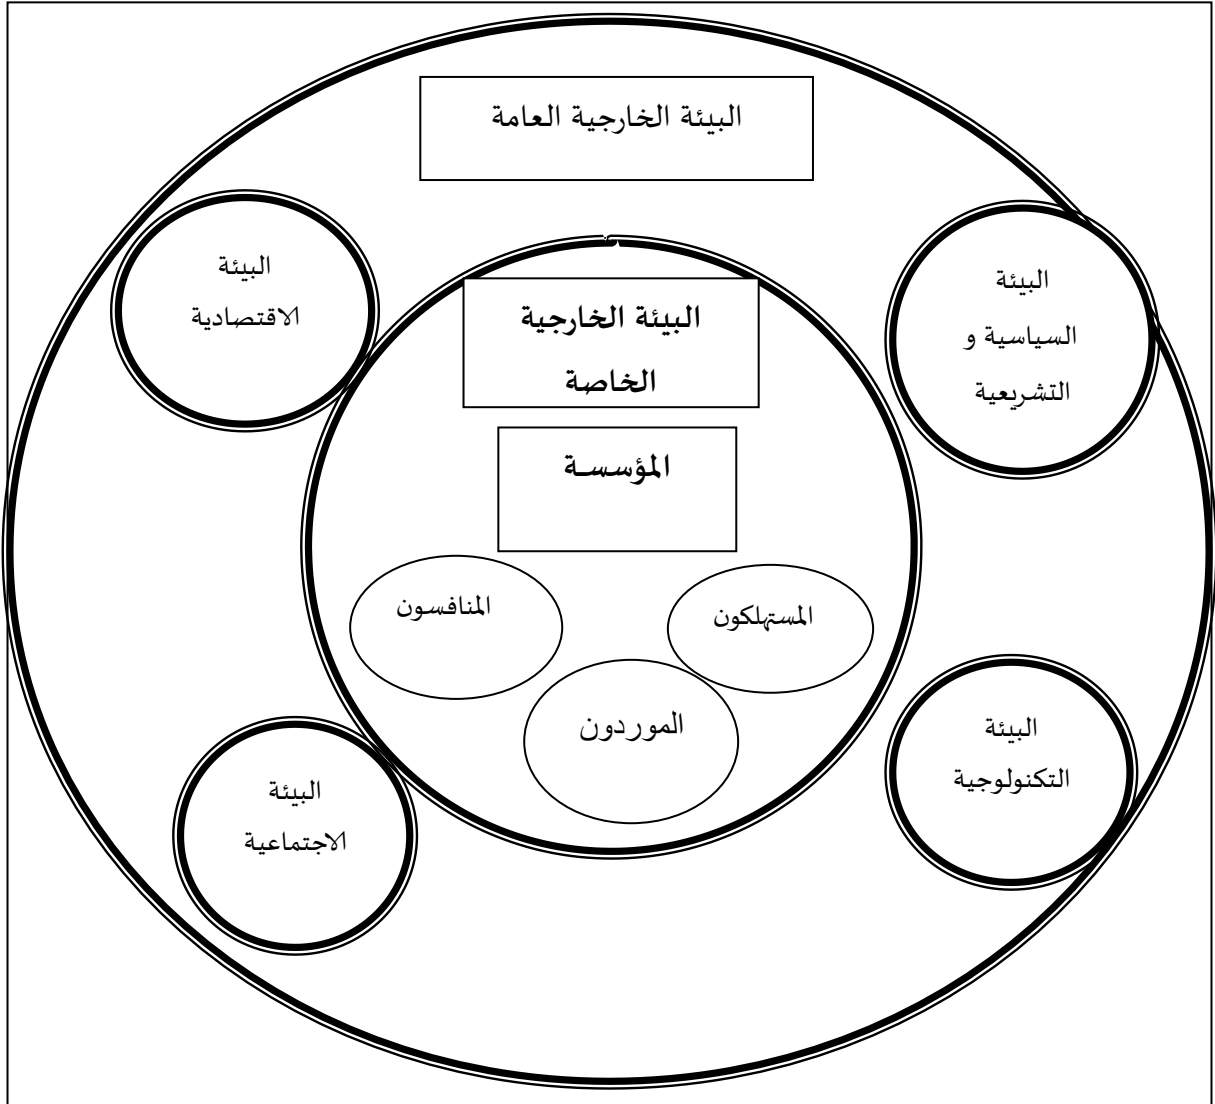 البيئة الخارجية العامة
البيئة
السياسية و
التشريعية
البيئة
الاقتصادية
البيئة الخارجية
الخاصة
المؤسسة
المستهلكون
المنافسون
الموردون
البيئة
التكنولوجية
البيئة
الاجتماعية